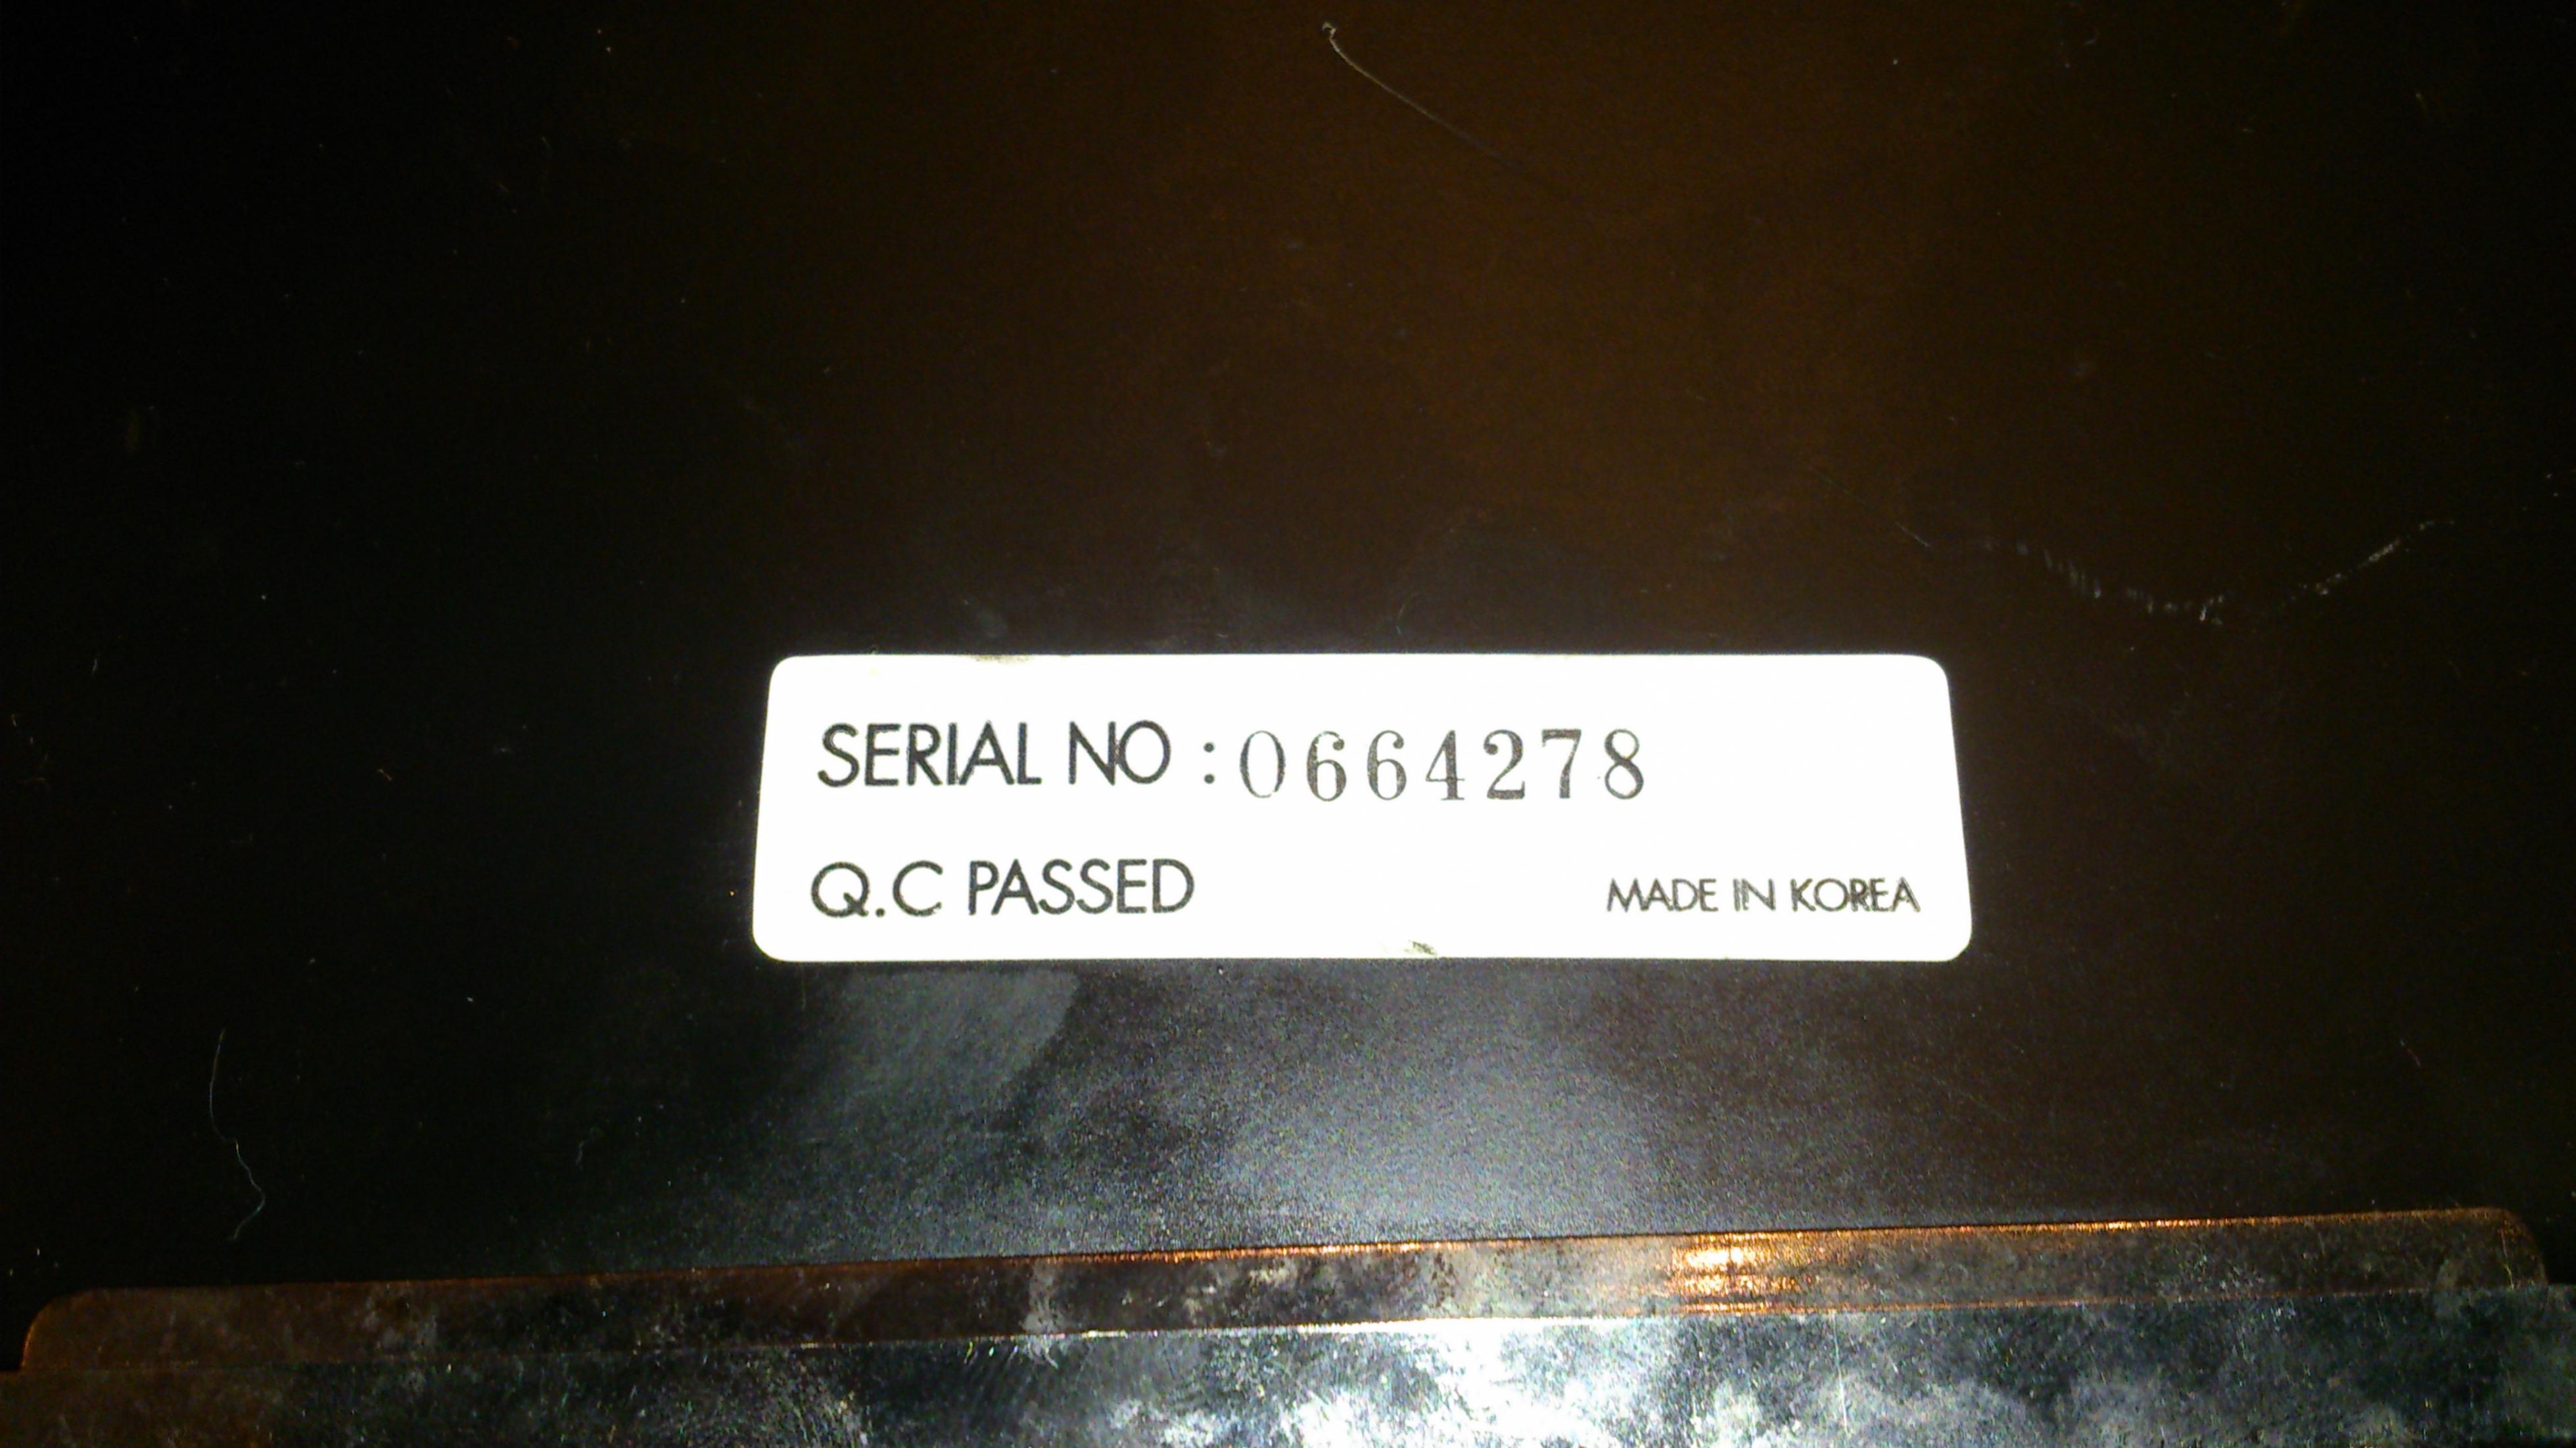 SERIAL NO : 0664278
Q.C PASSED MADE IN KOREA